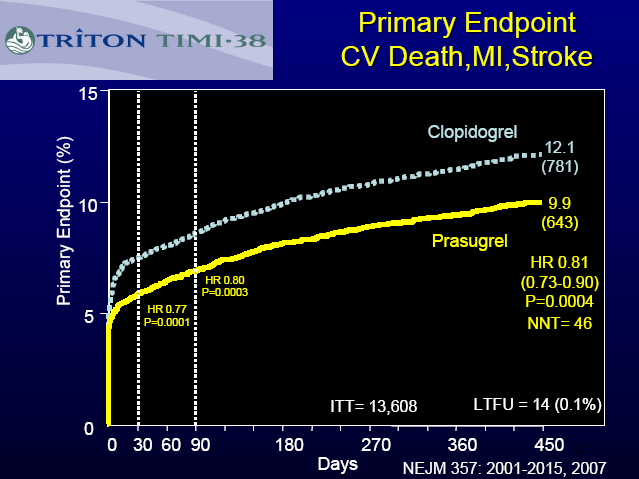 TRITON TIMI-38
Primary Endpoint
CV Death,MI,Stroke
Primary Endpoint (%)
15
10
5
0
Clopidogrel
12.1
(781)
9.9
(643)
Prasugrel
HR 0.81
(0.73-0.90)
P=0.0004
NNT= 46
HR 0.80
P=0.0003
HR 0.77
P=0.0001
ITT= 13,608
LTFU = 14 (0.1%)
0 30 60 90 180 270 360 450
Days
NEJM 357: 2001-2015, 2007